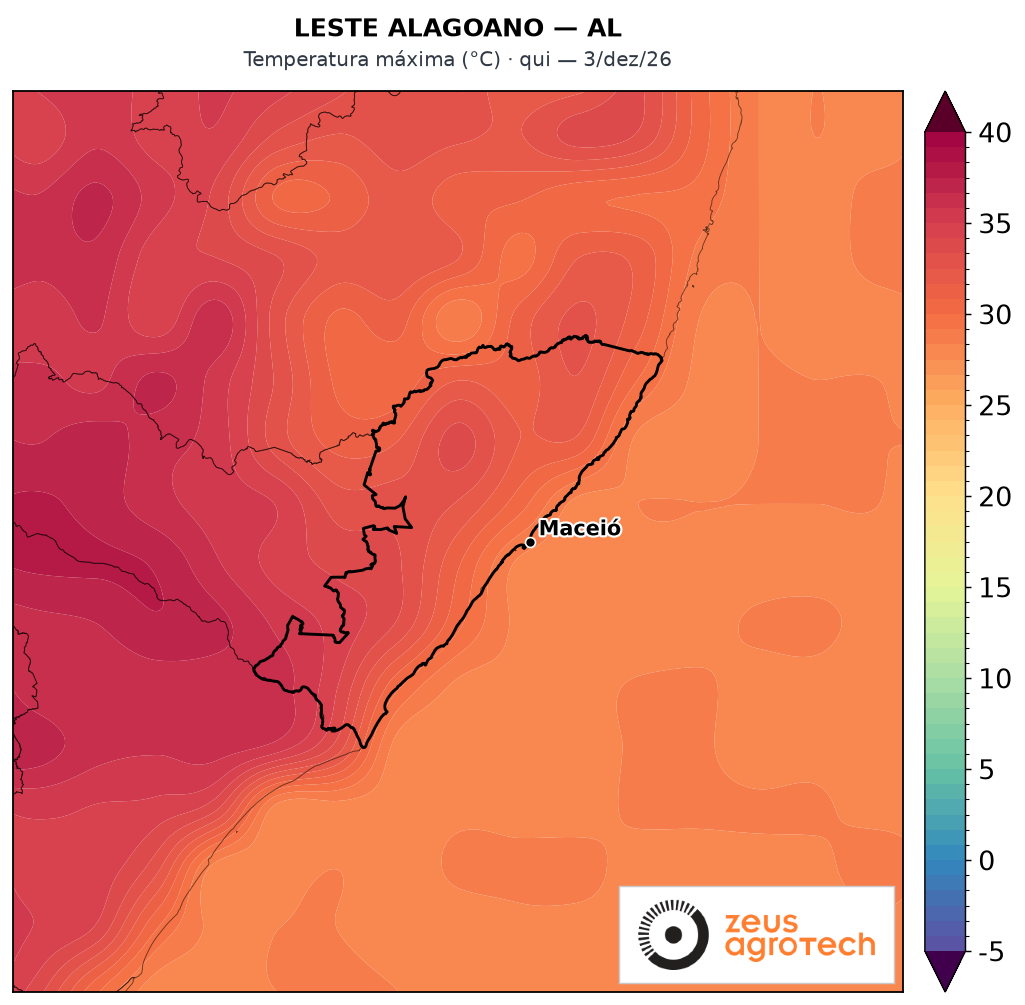 LESTE ALAGOANO — AL
Temperatura máxima (°C) · qui — 3/dez/26
Maceió
40
35
30
25
20
15
10
5
0
-5
zeus
agrotech